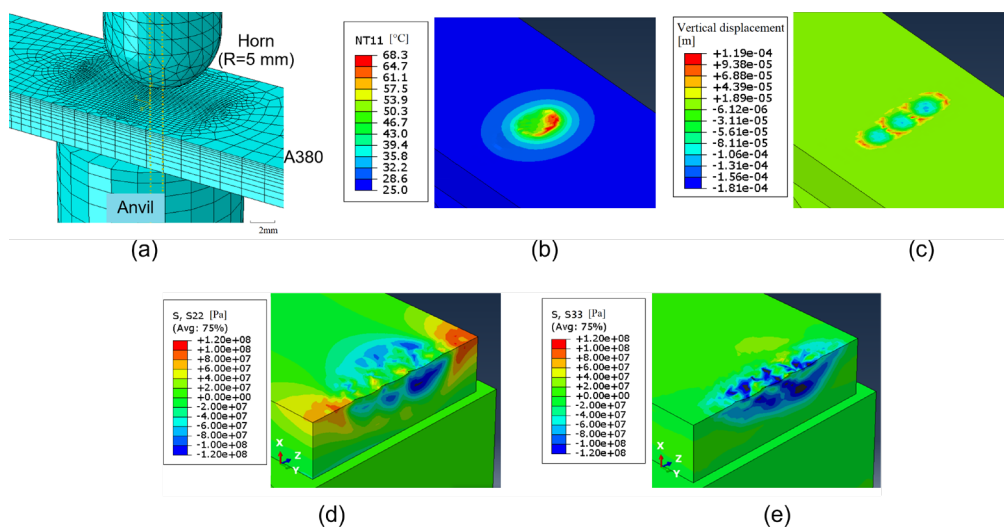 Horn
(R=5 mm)
A380
Anvil
2mm
(a)
NT11 [°C]
68.3
64.7
61.1
57.5
53.9
50.3
46.7
43.0
39.4
35.8
32.2
28.6
25.0
(b)
Vertical displacement
[m]
+1.19e-04
+9.38e-05
+6.88e-05
+4.39e-05
+1.89e-05
-6.12e-06
-3.11e-05
-5.61e-05
-8.11e-05
-1.06e-04
-1.31e-04
-1.56e-04
-1.81e-04
(c)
S, S22 [Pa]
(Avg: 75%)
+1.20e+08
+1.00e+08
+8.00e+07
+6.00e+07
+4.00e+07
+2.00e+07
+0.00e+00
-2.00e+07
-4.00e+07
-6.00e+07
-8.00e+07
-1.00e+08
-1.20e+08
X
Z
Y
(d)
S, S33 [Pa]
(Avg: 75%)
+1.20e+08
+1.00e+08
+8.00e+07
+6.00e+07
+4.00e+07
+2.00e+07
+0.00e+00
-2.00e+07
-4.00e+07
-6.00e+07
-8.00e+07
-1.00e+08
-1.20e+08
X
Z
Y
(e)